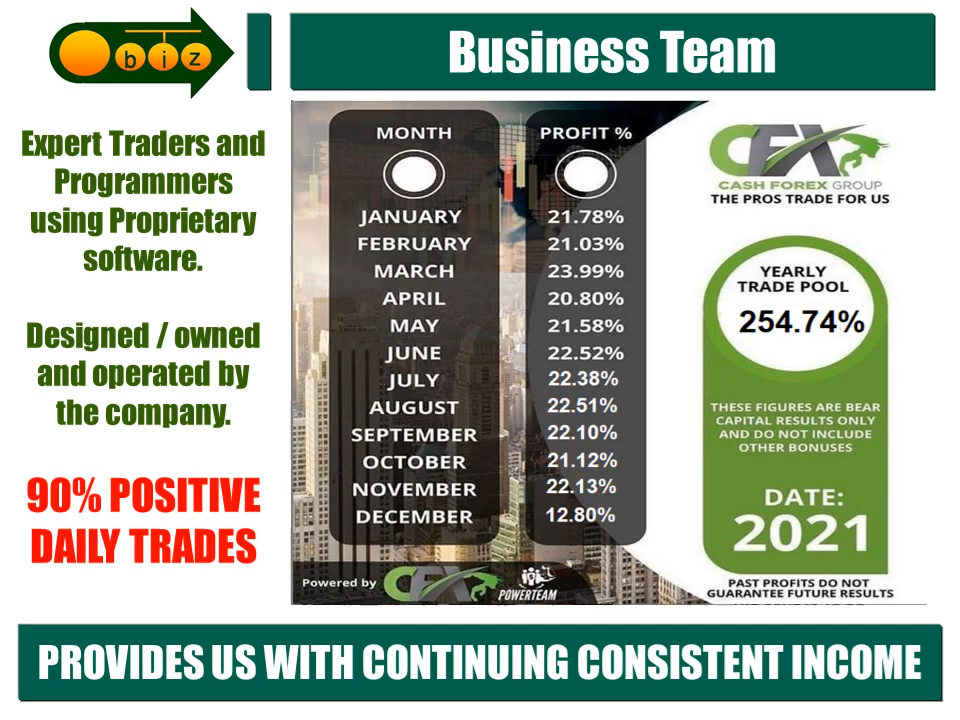 biz
Business Team
Expert Traders and
Programmers
using Proprietary
software.
Designed / owned
and operated by
the company.
90% POSITIVE
DAILY TRADES
MONTH PROFIT %
JANUARY 21.78%
FEBRUARY 21.03%
MARCH 23.99%
APRIL 20.80%
MAY 21.58%
JUNE 22.52%
JULY 22.38%
AUGUST 22.51%
SEPTEMBER 22.10%
OCTOBER 21.12%
NOVEMBER 22.13%
DECEMBER 12.80%
Powered by CFX POWERTEAM
CFX
CASH FOREX GROUP
THE PROS TRADE FOR US
YEARLY
TRADE POOL
254.74%
THESE FIGURES ARE BEAR
CAPITAL RESULTS ONLY
AND DO NOT INCLUDE
OTHER BONUSES
DATE:
2021
PAST PROFITS DO NOT
GUARANTEE FUTURE RESULTS
PROVIDES US WITH CONTINUING CONSISTENT INCOME